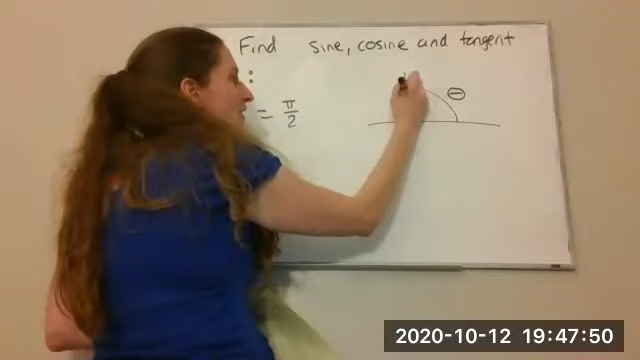 Find sine, cosine and tangent
:
= π/2
⊖
2020-10-12 19:47:50